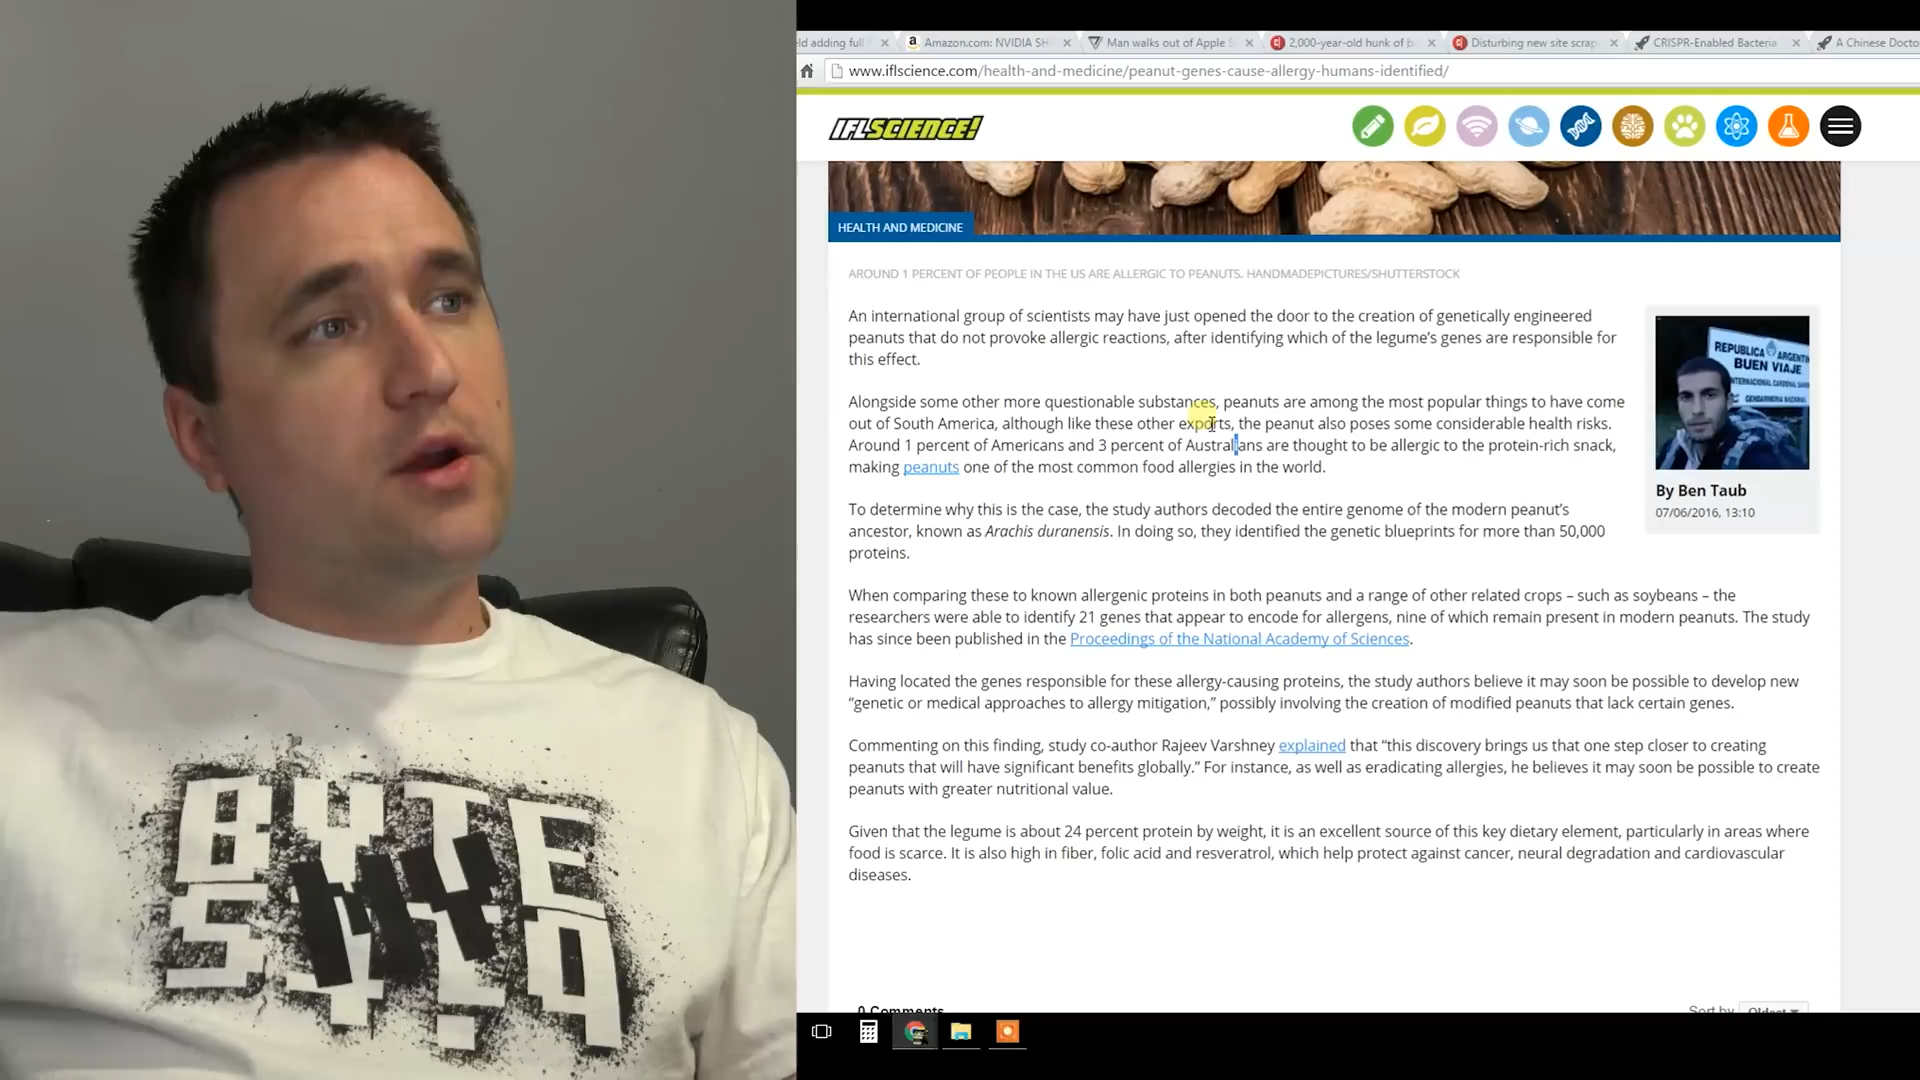 eld adding full
Amazon.com: NVIDIA SH
Man walks out of Apple S
2,000-year-old hunk of b
Disturbing new site scrap
CRISPR-Enabled Bacteria
A Chinese Docto
www.iflscience.com/health-and-medicine/peanut-genes-cause-allergy-humans-identified/
IFLSCIENCE!
HEALTH AND MEDICINE
AROUND 1 PERCENT OF PEOPLE IN THE US ARE ALLERGIC TO PEANUTS. HANDMADEPICTURES/SHUTTERSTOCK
An international group of scientists may have just opened the door to the creation of genetically engineered
peanuts that do not provoke allergic reactions, after identifying which of the legume's genes are responsible for
this effect.
Alongside some other more questionable substances, peanuts are among the most popular things to have come
out of South America, although like these other exports, the peanut also poses some considerable health risks.
Around 1 percent of Americans and 3 percent of Australians are thought to be allergic to the protein-rich snack,
making peanuts one of the most common food allergies in the world.
REPUBLICA ARGENTI
BUEN VIAJE
By Ben Taub
07/06/2016, 13:10
To determine why this is the case, the study authors decoded the entire genome of the modern peanut's
ancestor, known as Arachis duranensis. In doing so, they identified the genetic blueprints for more than 50,000
proteins.
When comparing these to known allergenic proteins in both peanuts and a range of other related crops – such as soybeans – the
researchers were able to identify 21 genes that appear to encode for allergens, nine of which remain present in modern peanuts. The study
has since been published in the Proceedings of the National Academy of Sciences.
Having located the genes responsible for these allergy-causing proteins, the study authors believe it may soon be possible to develop new
“genetic or medical approaches to allergy mitigation,” possibly involving the creation of modified peanuts that lack certain genes.
Commenting on this finding, study co-author Rajeev Varshney explained that “this discovery brings us that one step closer to creating
peanuts that will have significant benefits globally.” For instance, as well as eradicating allergies, he believes it may soon be possible to create
peanuts with greater nutritional value.
Given that the legume is about 24 percent protein by weight, it is an excellent source of this key dietary element, particularly in areas where
food is scarce. It is also high in fiber, folic acid and resveratrol, which help protect against cancer, neural degradation and cardiovascular
diseases.
0 Comments
Sort by Oldest
BYTE